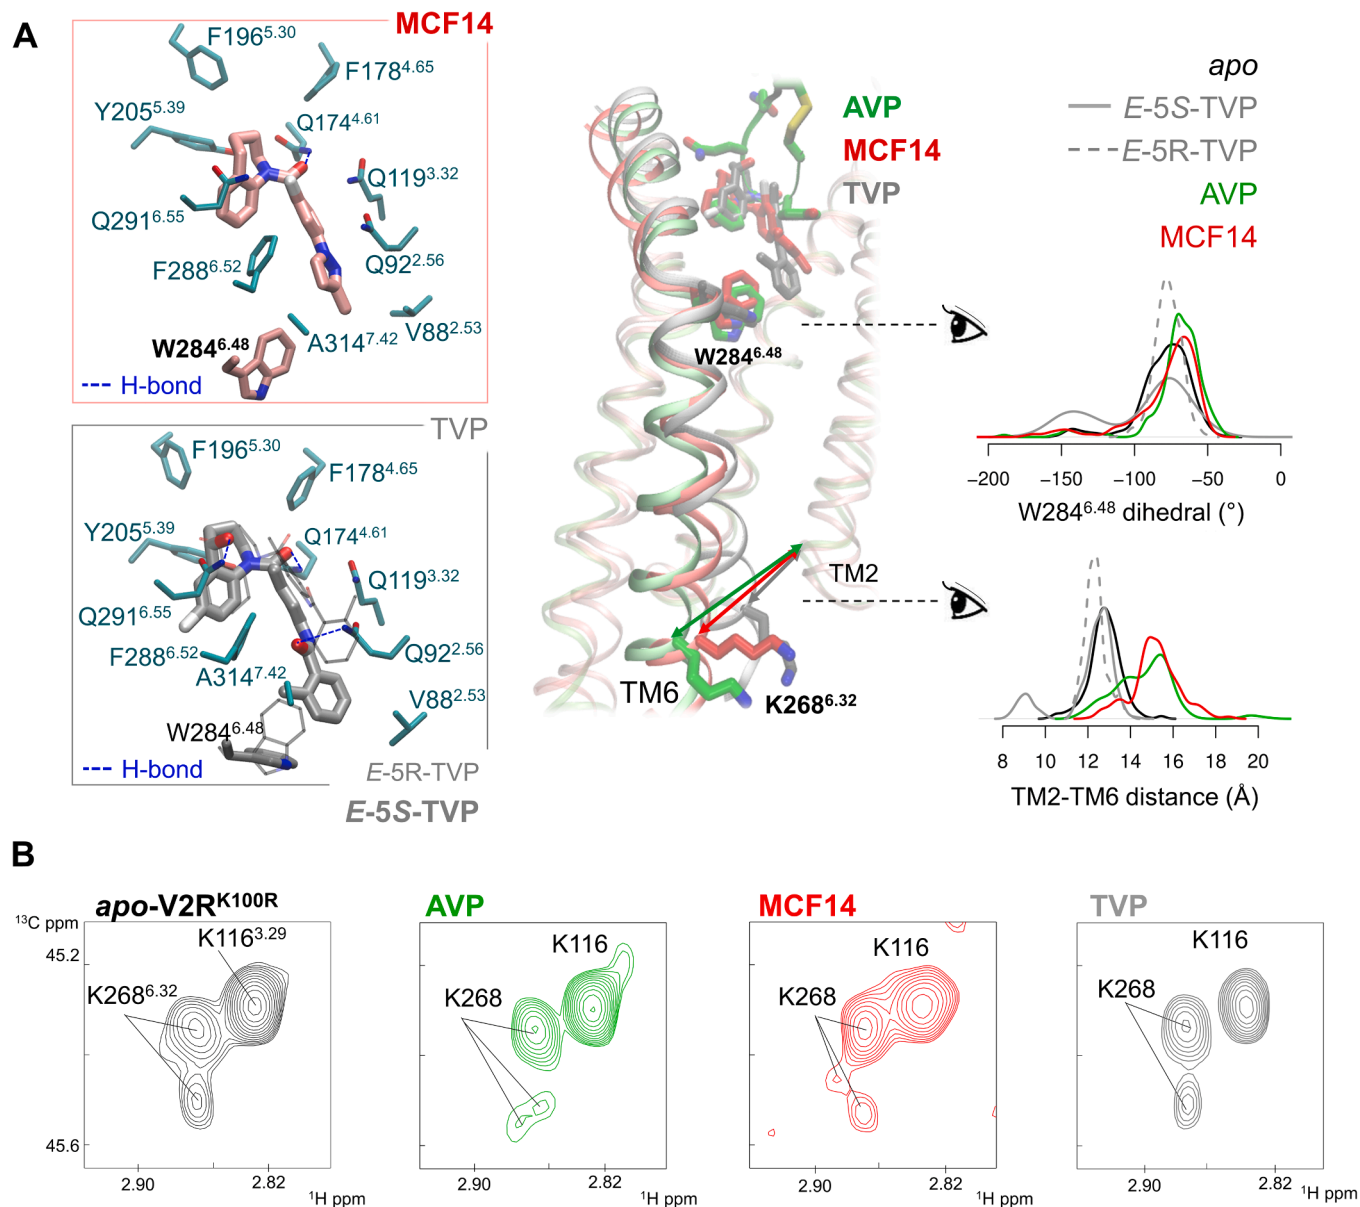 A
MCF14
F196^5.30
F178^4.65
Y205^5.39
Q174^4.61
Q119^3.32
Q291^6.55
Q92^2.56
F288^6.52
V88^2.53
A314^7.42
W284^6.48
H-bond
TVP
F196^5.30
F178^4.65
Y205^5.39
Q174^4.61
Q119^3.32
Q291^6.55
F288^6.52
Q92^2.56
A314^7.42
V88^2.53
W284^6.48
H-bond
E-5R-TVP
E-5S-TVP
AVP
MCF14
TVP
W284^6.48
TM2
TM6
K268^6.32
apo
E-5S-TVP
E-5R-TVP
AVP
MCF14
−200 −150 −100 −50 0
W284^6.48 dihedral (°)
8 10 12 14 16 18 20
TM2-TM6 distance (Å)
B
apo-V2R^K100R
13C ppm
K116^3.29
45.2
K268^6.32
45.6
2.90 2.82
1H ppm
AVP
K116
K268
2.90 2.82
1H ppm
MCF14
K116
K268
2.90 2.82
1H ppm
TVP
K116
K268
2.90 2.82
1H ppm